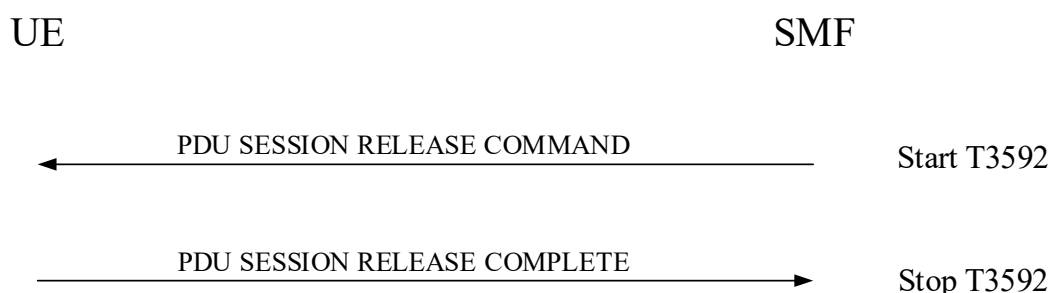 UE SMF
PDU SESSION RELEASE COMMAND Start T3592
PDU SESSION RELEASE COMPLETE Stop T3592